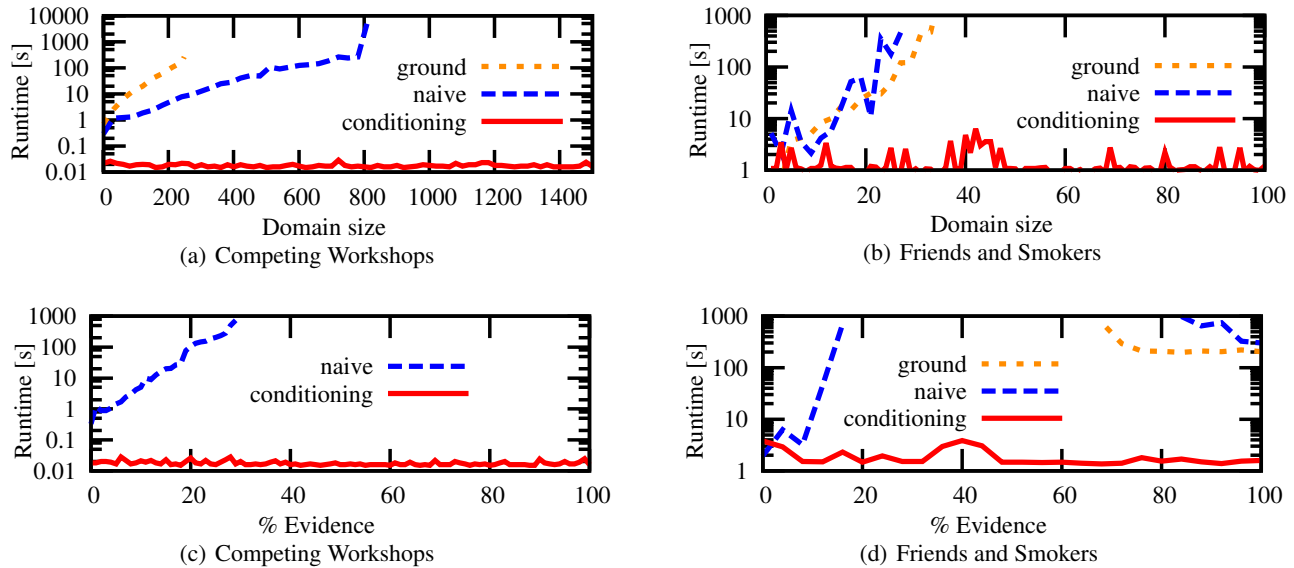 Runtime [s]
10000
1000
100
10
1
0.1
0.01
ground
naive
conditioning
0 200 400 600 800 1000 1200 1400
Domain size
(a) Competing Workshops
Runtime [s]
1000
100
10
1
ground
naive
conditioning
0 20 40 60 80 100
Domain size
(b) Friends and Smokers
Runtime [s]
1000
100
10
1
0.1
0.01
naive
conditioning
0 20 40 60 80 100
% Evidence
(c) Competing Workshops
Runtime [s]
1000
100
10
1
ground
naive
conditioning
0 20 40 60 80 100
% Evidence
(d) Friends and Smokers